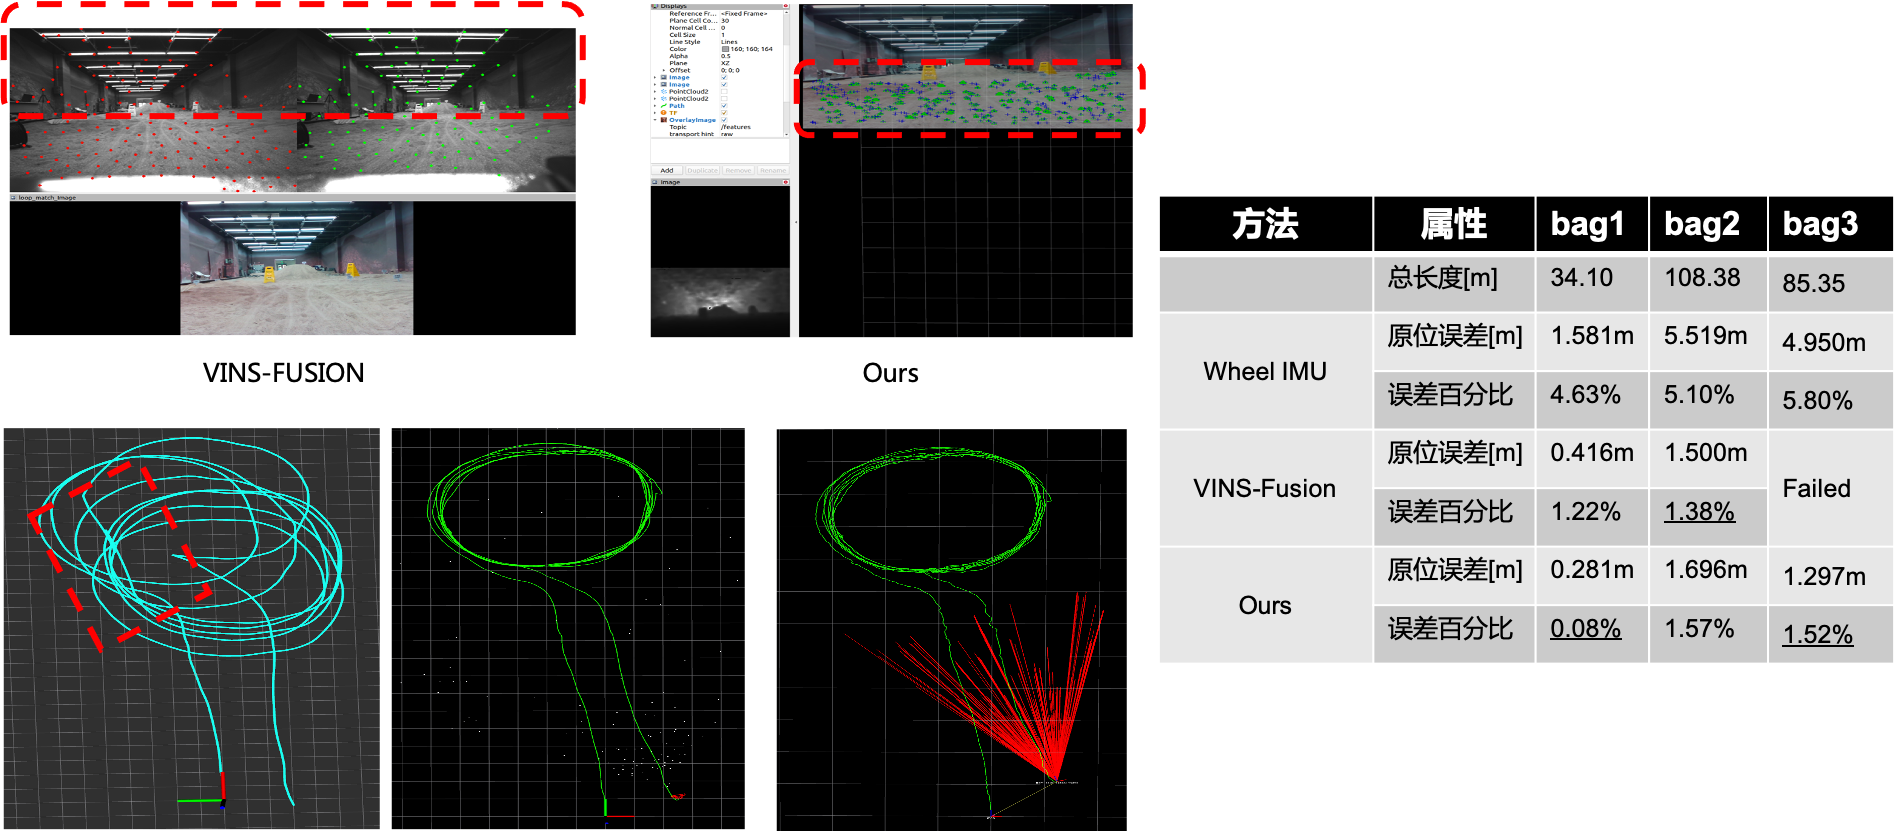 Displays
Reference Fr... <Fixed Frame>
Plane Cell Co... 30
Normal Cell ... 0
Cell Size 1
Line Style Lines
Color 160; 160; 164
Alpha 0.5
Plane XZ
Offset 0; 0; 0
Image
Image
PointCloud2
PointCloud2
Path
TF
OverlayImage
Topic /features
transport hint raw
Add Duplicate Remove Rename
Image
loop_match_image
VINS-FUSION
Ours
方法 属性 bag1 bag2 bag3
总长度[m] 34.10 108.38 85.35
Wheel IMU
原位误差[m] 1.581m 5.519m 4.950m
误差百分比 4.63% 5.10% 5.80%
VINS-Fusion
原位误差[m] 0.416m 1.500m Failed
误差百分比 1.22% 1.38%
Ours
原位误差[m] 0.281m 1.696m 1.297m
误差百分比 0.08% 1.57% 1.52%